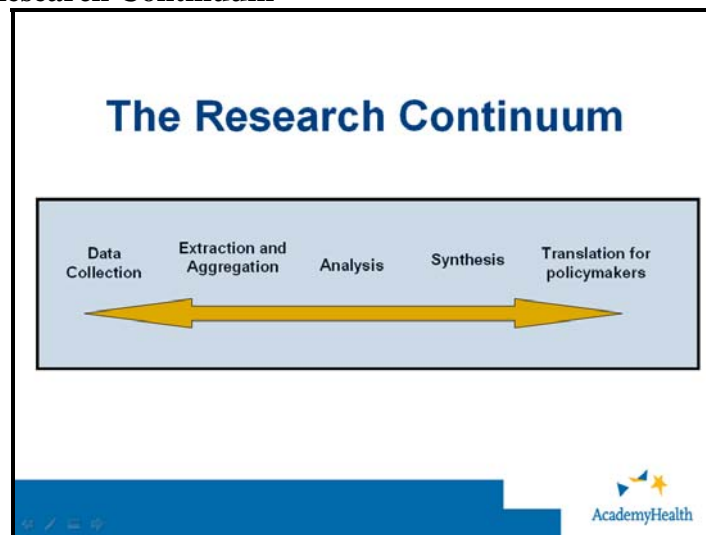 The Research Continuum
Data
Collection
Extraction and
Aggregation
Analysis
Synthesis
Translation for
policymakers
AcademyHealth